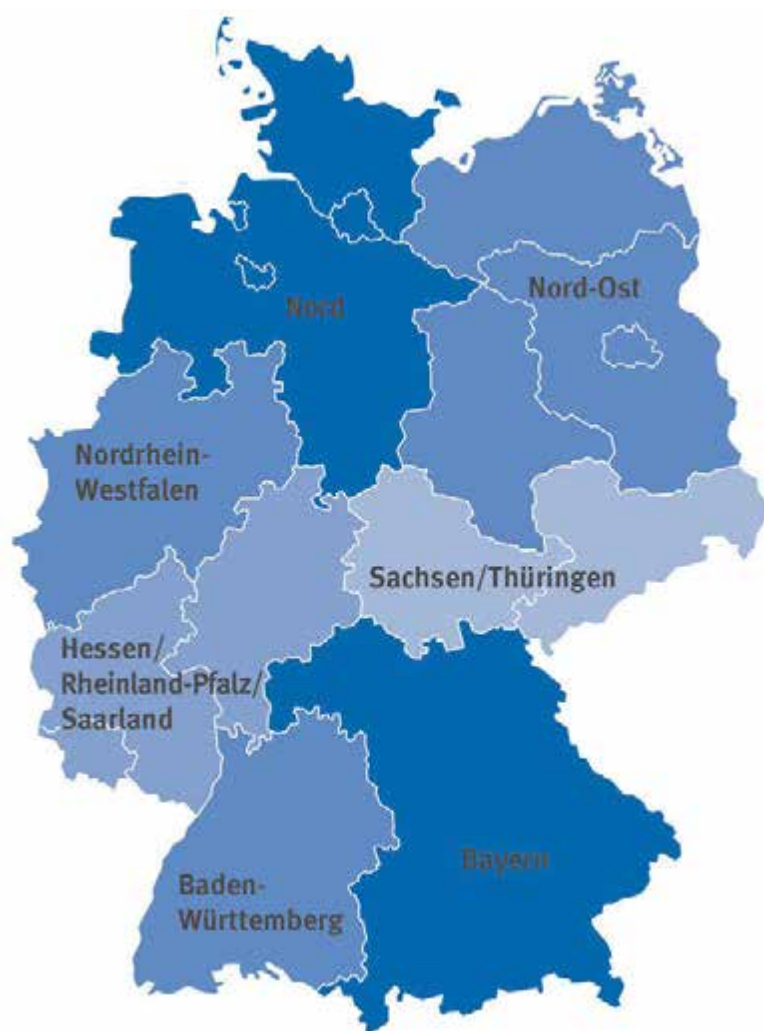 Nord-Ost
Nord
Nordrhein-
Westfalen
Sachsen/Thüringen
Hessen/
Rheinland-Pfalz/
Saarland
Bayern
Baden-
Württemberg